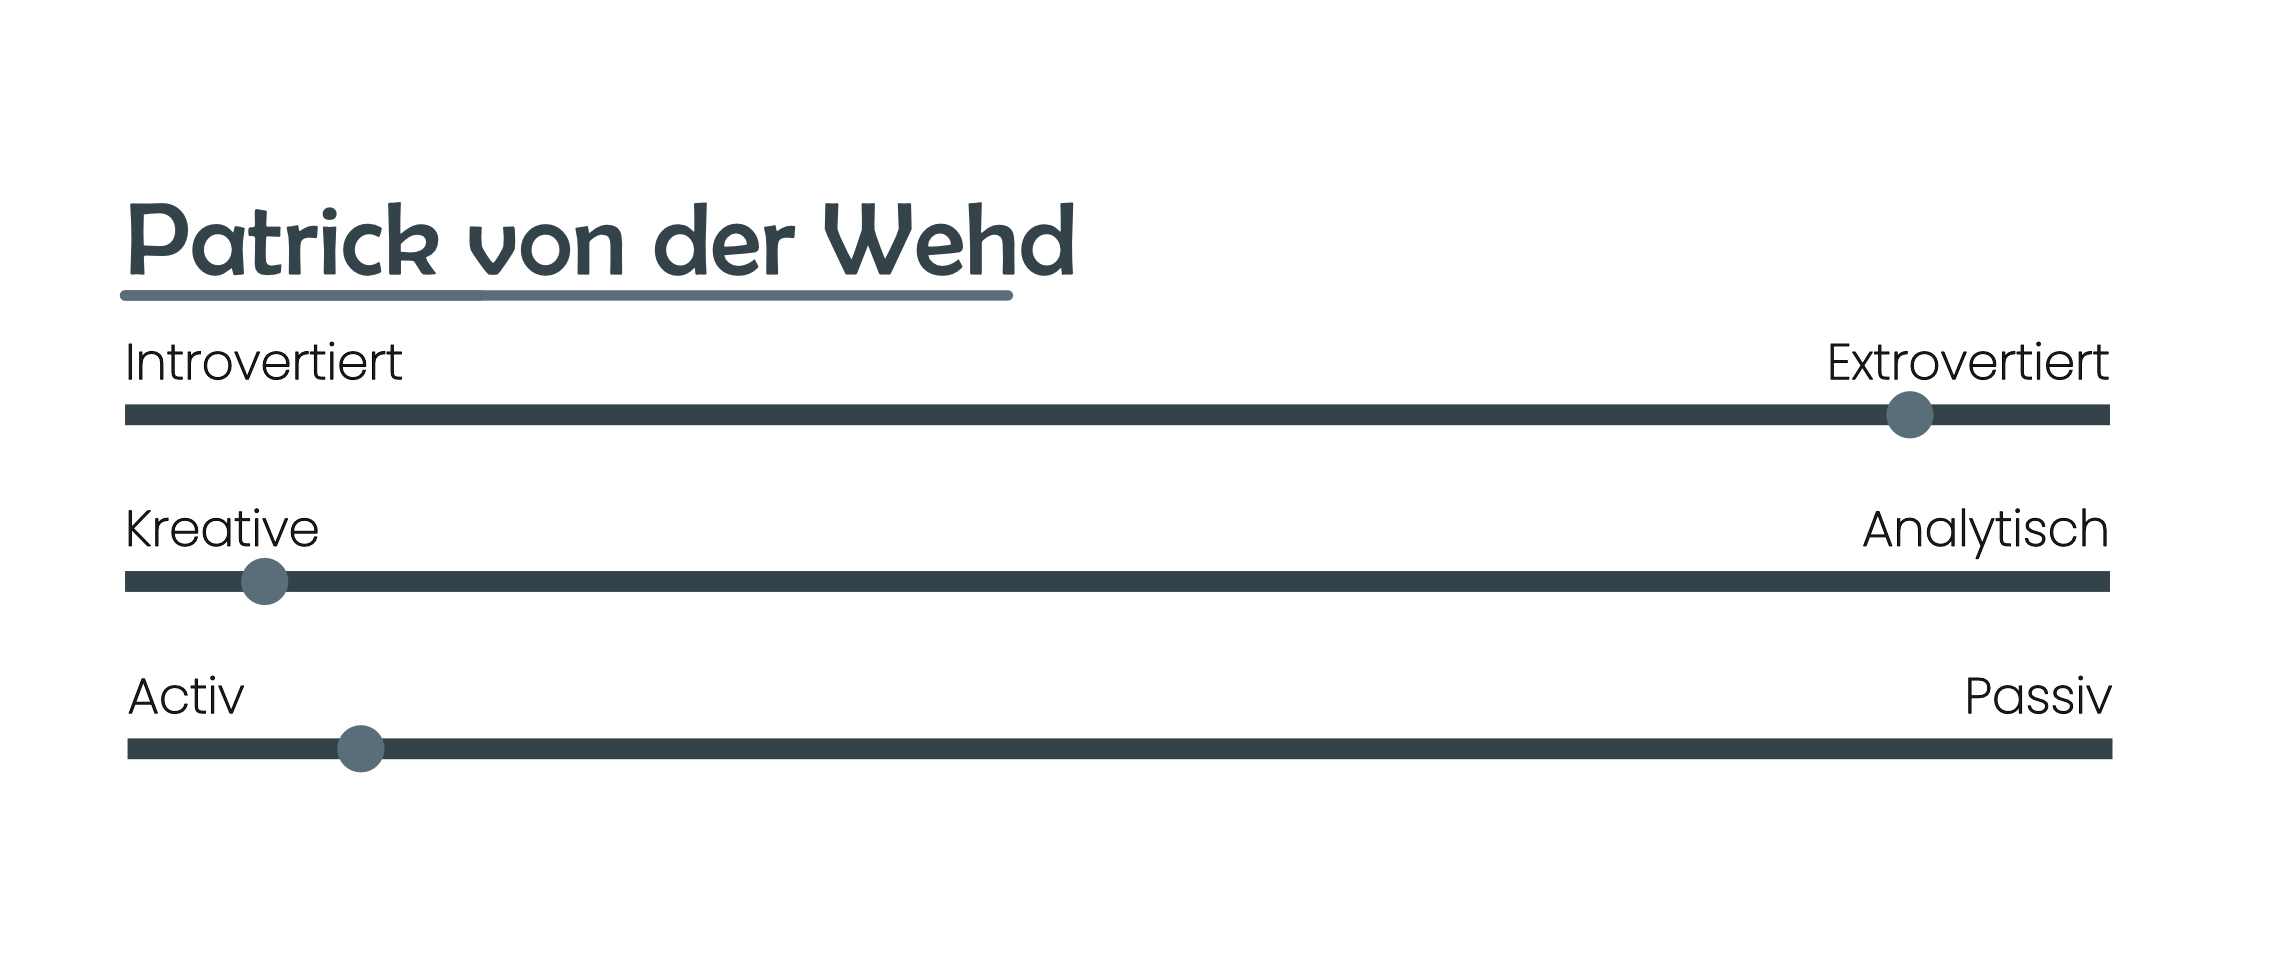 Patrick von der Wehd
Introvertiert Extrovertiert
Kreative Analytisch
Activ Passiv